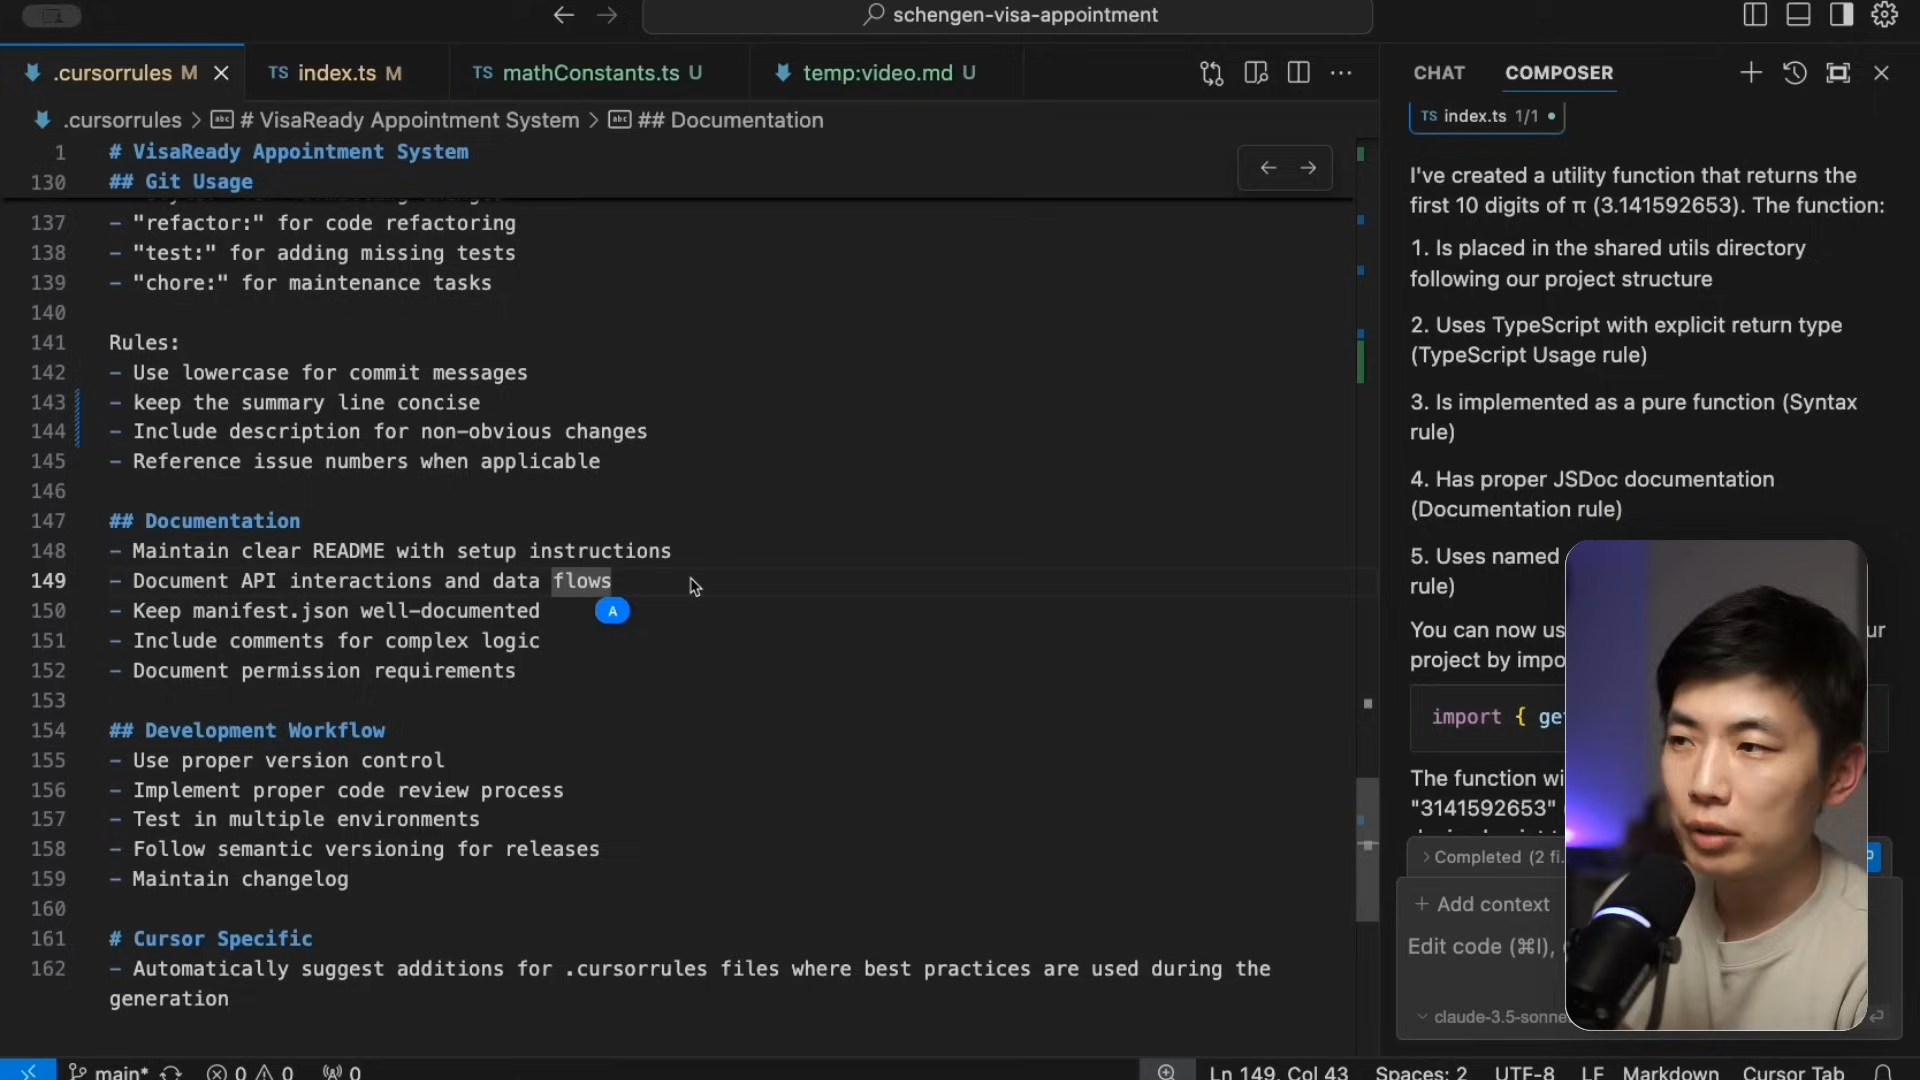 schengen-visa-appointment
.cursorrules M
TS index.ts M
TS mathConstants.ts U
temp:video.md U
CHAT COMPOSER
.cursorrules > # VisaReady Appointment System > ## Documentation
TS index.ts 1/1
1 # VisaReady Appointment System
130 ## Git Usage
137 - "refactor:" for code refactoring
138 - "test:" for adding missing tests
139 - "chore:" for maintenance tasks
140
141 Rules:
142 - Use lowercase for commit messages
143 - keep the summary line concise
144 - Include description for non-obvious changes
145 - Reference issue numbers when applicable
146
147 ## Documentation
148 - Maintain clear README with setup instructions
149 - Document API interactions and data flows
150 - Keep manifest.json well-documented
A
151 - Include comments for complex logic
152 - Document permission requirements
153
154 ## Development Workflow
155 - Use proper version control
156 - Implement proper code review process
157 - Test in multiple environments
158 - Follow semantic versioning for releases
159 - Maintain changelog
160
161 # Cursor Specific
162 - Automatically suggest additions for .cursorrules files where best practices are used during the
generation
I've created a utility function that returns the
first 10 digits of π (3.141592653). The function:
1. Is placed in the shared utils directory
following our project structure
2. Uses TypeScript with explicit return type
(TypeScript Usage rule)
3. Is implemented as a pure function (Syntax
rule)
4. Has proper JSDoc documentation
(Documentation rule)
5. Uses named
rule)
You can now us ur
project by impo
import { ge
The function wi
"3141592653"
Completed (2 fi.
+ Add context
Edit code (⌘I),
claude-3.5-sonne
main* 0 0 0
Ln 149, Col 43 Spaces: 2 UTF-8 LF Markdown Cursor Tab